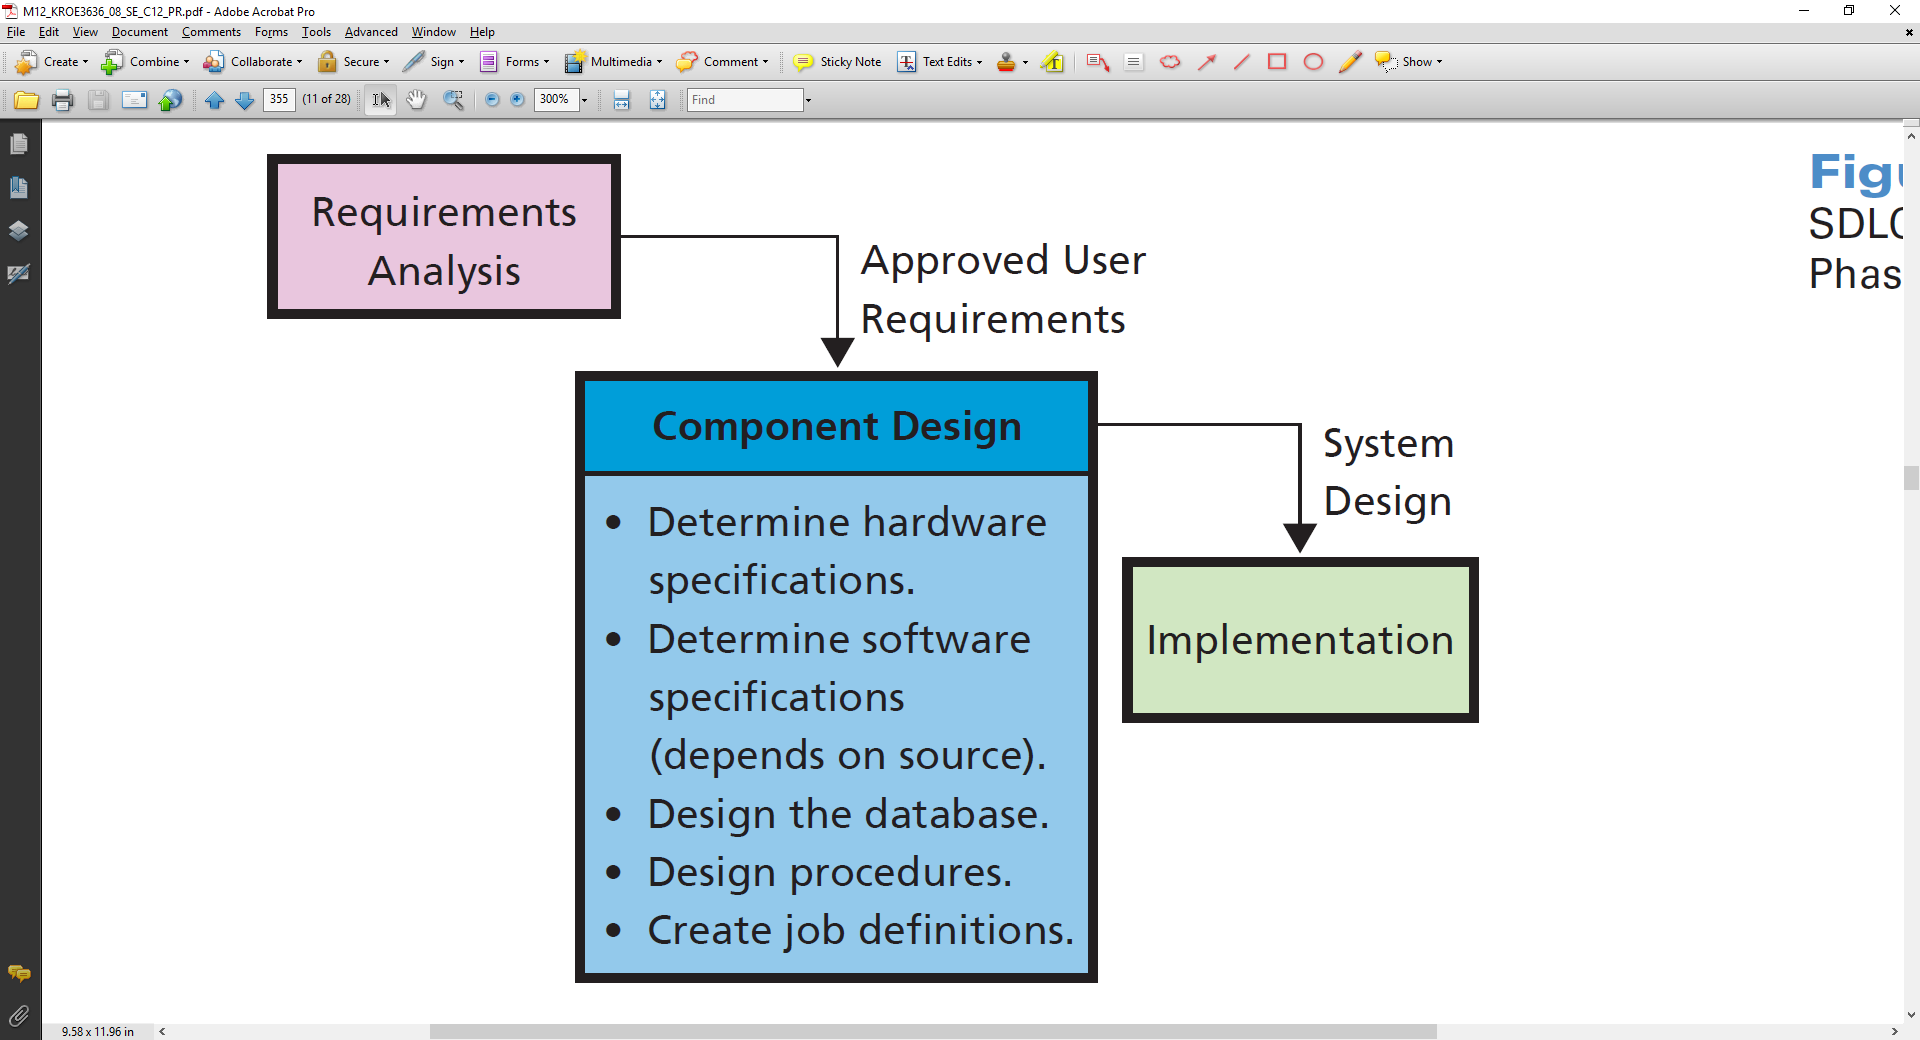 M12_KROE3636_08_SE_C12_PR.pdf - Adobe Acrobat Pro
File Edit View Document Comments Forms Tools Advanced Window Help
Create Combine Collaborate Secure Sign Forms Multimedia Comment Sticky Note Text Edits Show
355 (11 of 28) 300% Find
Requirements
Analysis
Approved User
Requirements
Component Design
• Determine hardware
specifications.
• Determine software
specifications
(depends on source).
• Design the database.
• Design procedures.
• Create job definitions.
System
Design
Implementation
Figu
SDLC
Phas
9.58 x 11.96 in